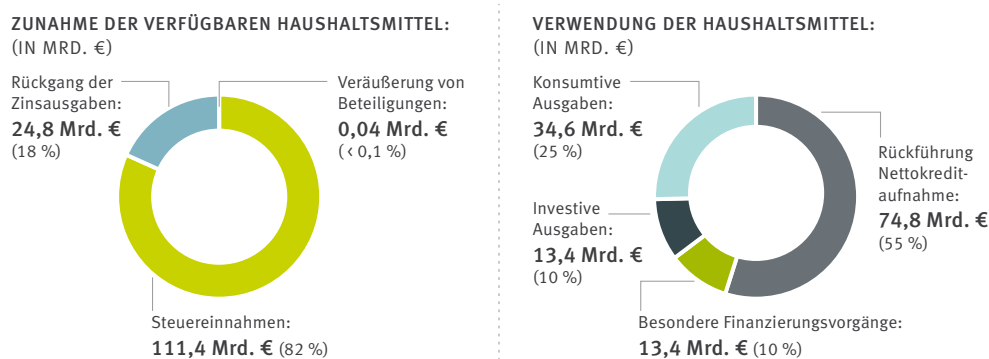 ZUNAHME DER VERFÜGBAREN HAUSHALTSMITTEL:
(IN MRD. €)
Rückgang der
Zinsausgaben:
24,8 Mrd. €
(18 %)
Veräußerung von
Beteiligungen:
0,04 Mrd. €
(‹ 0,1 %)
Steuereinnahmen:
111,4 Mrd. € (82 %)
VERWENDUNG DER HAUSHALTSMITTEL:
(IN MRD. €)
Konsumtive
Ausgaben:
34,6 Mrd. €
(25 %)
Rückführung
Nettokredit-
aufnahme:
74,8 Mrd. €
(55 %)
Investive
Ausgaben:
13,4 Mrd. €
(10 %)
Besondere Finanzierungsvorgänge:
13,4 Mrd. € (10 %)